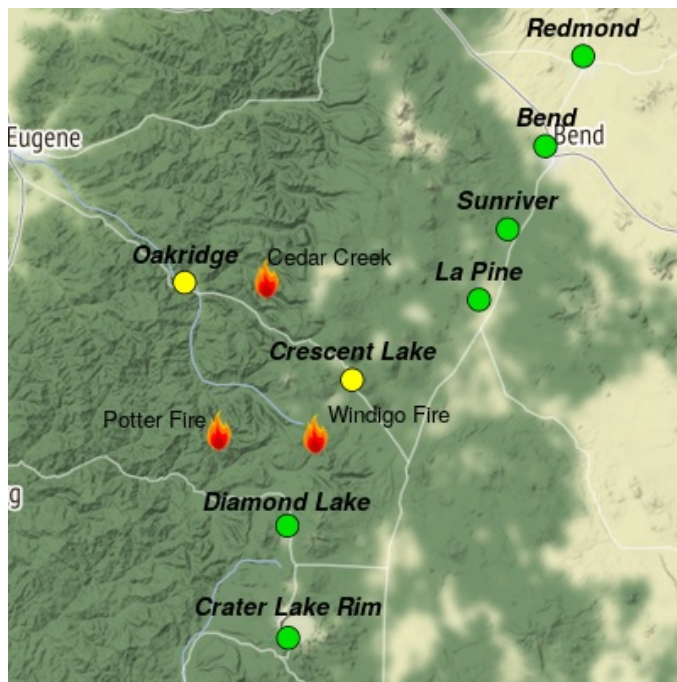 Redmond
Bend
Bend
Eugene
Sunriver
Oakridge
Cedar Creek
La Pine
Crescent Lake
Potter Fire
Windigo Fire
g
Diamond Lake
Crater Lake Rim